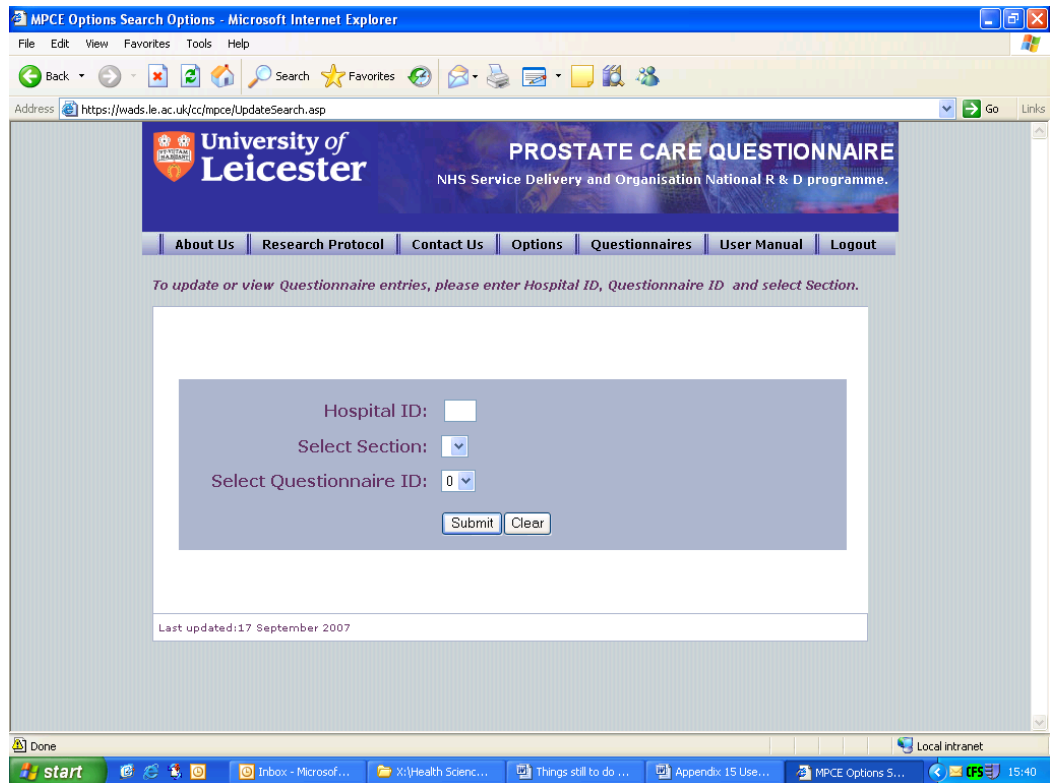 MPCE Options Search Options - Microsoft Internet Explorer
File Edit View Favorites Tools Help
Back Search Favorites
Address https://wads.le.ac.uk/cc/mpce/UpdateSearch.asp Go Links
University of
Leicester
PROSTATE CARE QUESTIONNAIRE
NHS Service Delivery and Organisation National R & D programme.
About Us Research Protocol Contact Us Options Questionnaires User Manual Logout
To update or view Questionnaire entries, please enter Hospital ID, Questionnaire ID and select Section.
Hospital ID:
Select Section:
Select Questionnaire ID: 0
Submit Clear
Last updated:17 September 2007
Done Local intranet
start Inbox - Microsof... X:\Health Scienc... Things still to do ... Appendix 15 Use... MPCE Options S... CFS 15:40